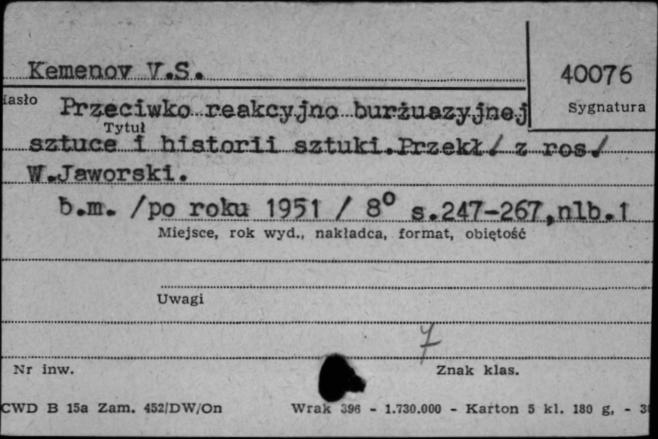 Kemenov V.S.
40076
iasło
Przeciwko reakcyjno burżuazyjnej
Sygnatura
Tytuł
sztuce i historii sztuki.Przekł/ z ros/
W.Jaworski.
b.m. /po roku 1951 / 8° s.247-267,nlb.1
Miejsce, rok wyd., nakładca, format, objętość
Uwagi
7
Nr inw.
Znak klas.
CWD B 15a Zam. 452/DW/On
Wrak 396 - 1.730.000 - Karton 5 kl. 180 g, - 3